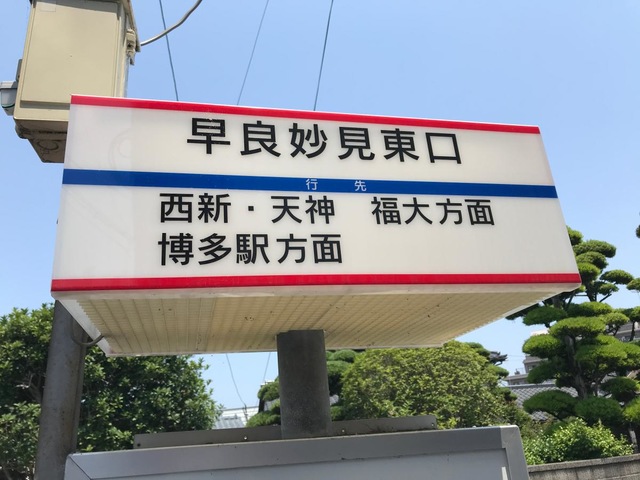 早良妙見東口
行先
西新・天神　福大方面
博多駅方面